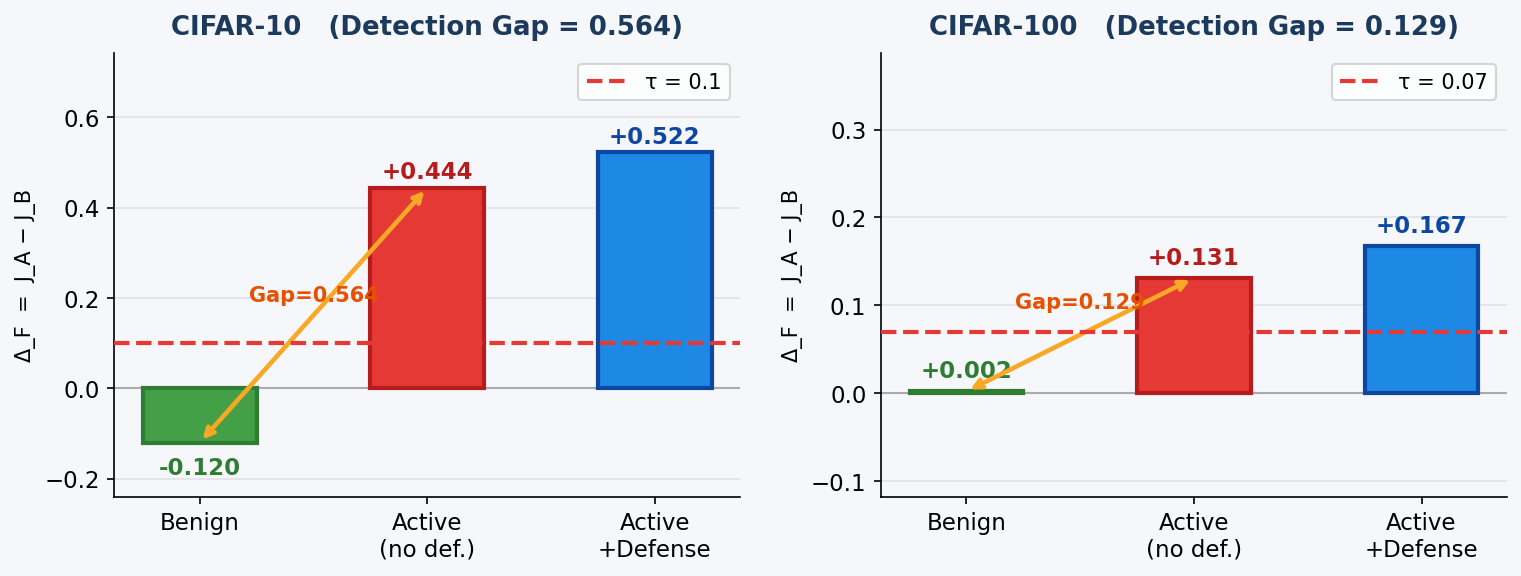 CIFAR-10   (Detection Gap = 0.564)
τ = 0.1
Δ_F  =  J_A − J_B
0.6
0.4
0.2
0.0
−0.2
-0.120
+0.444
+0.522
Gap=0.564
Benign
Active
(no def.)
Active
+Defense
CIFAR-100   (Detection Gap = 0.129)
τ = 0.07
Δ_F  =  J_A − J_B
0.3
0.2
0.1
0.0
−0.1
+0.002
+0.131
+0.167
Gap=0.129
Benign
Active
(no def.)
Active
+Defense